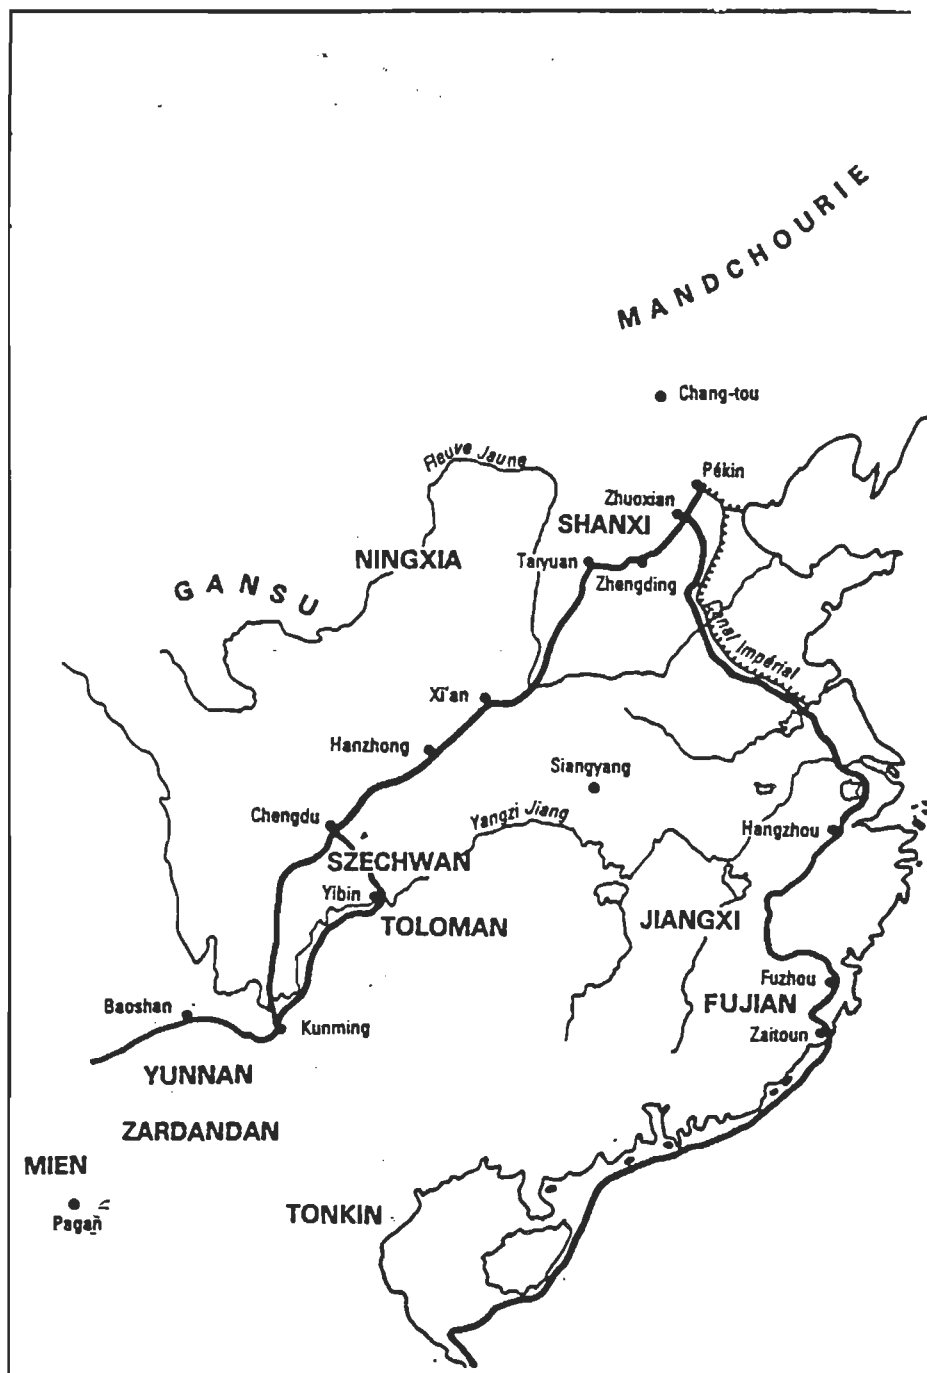 MANDCHOURIE
Chang-tou
Fleuve Jaune
Pékin
Zhuoxian
SHANXI
NINGXIA
Taiyuan
Zhengding
GANSU
Canal Impérial
Xi'an
Hanzhong
Siangyang
Chengdu
Yangzi Jiang
Hangzhou
SZECHWAN
Yibin
TOLOMAN
JIANGXI
Fuzhou
FUJIAN
Baoshan
Kunming
Zaitoun
YUNNAN
ZARDANDAN
MIEN
Pagan
TONKIN